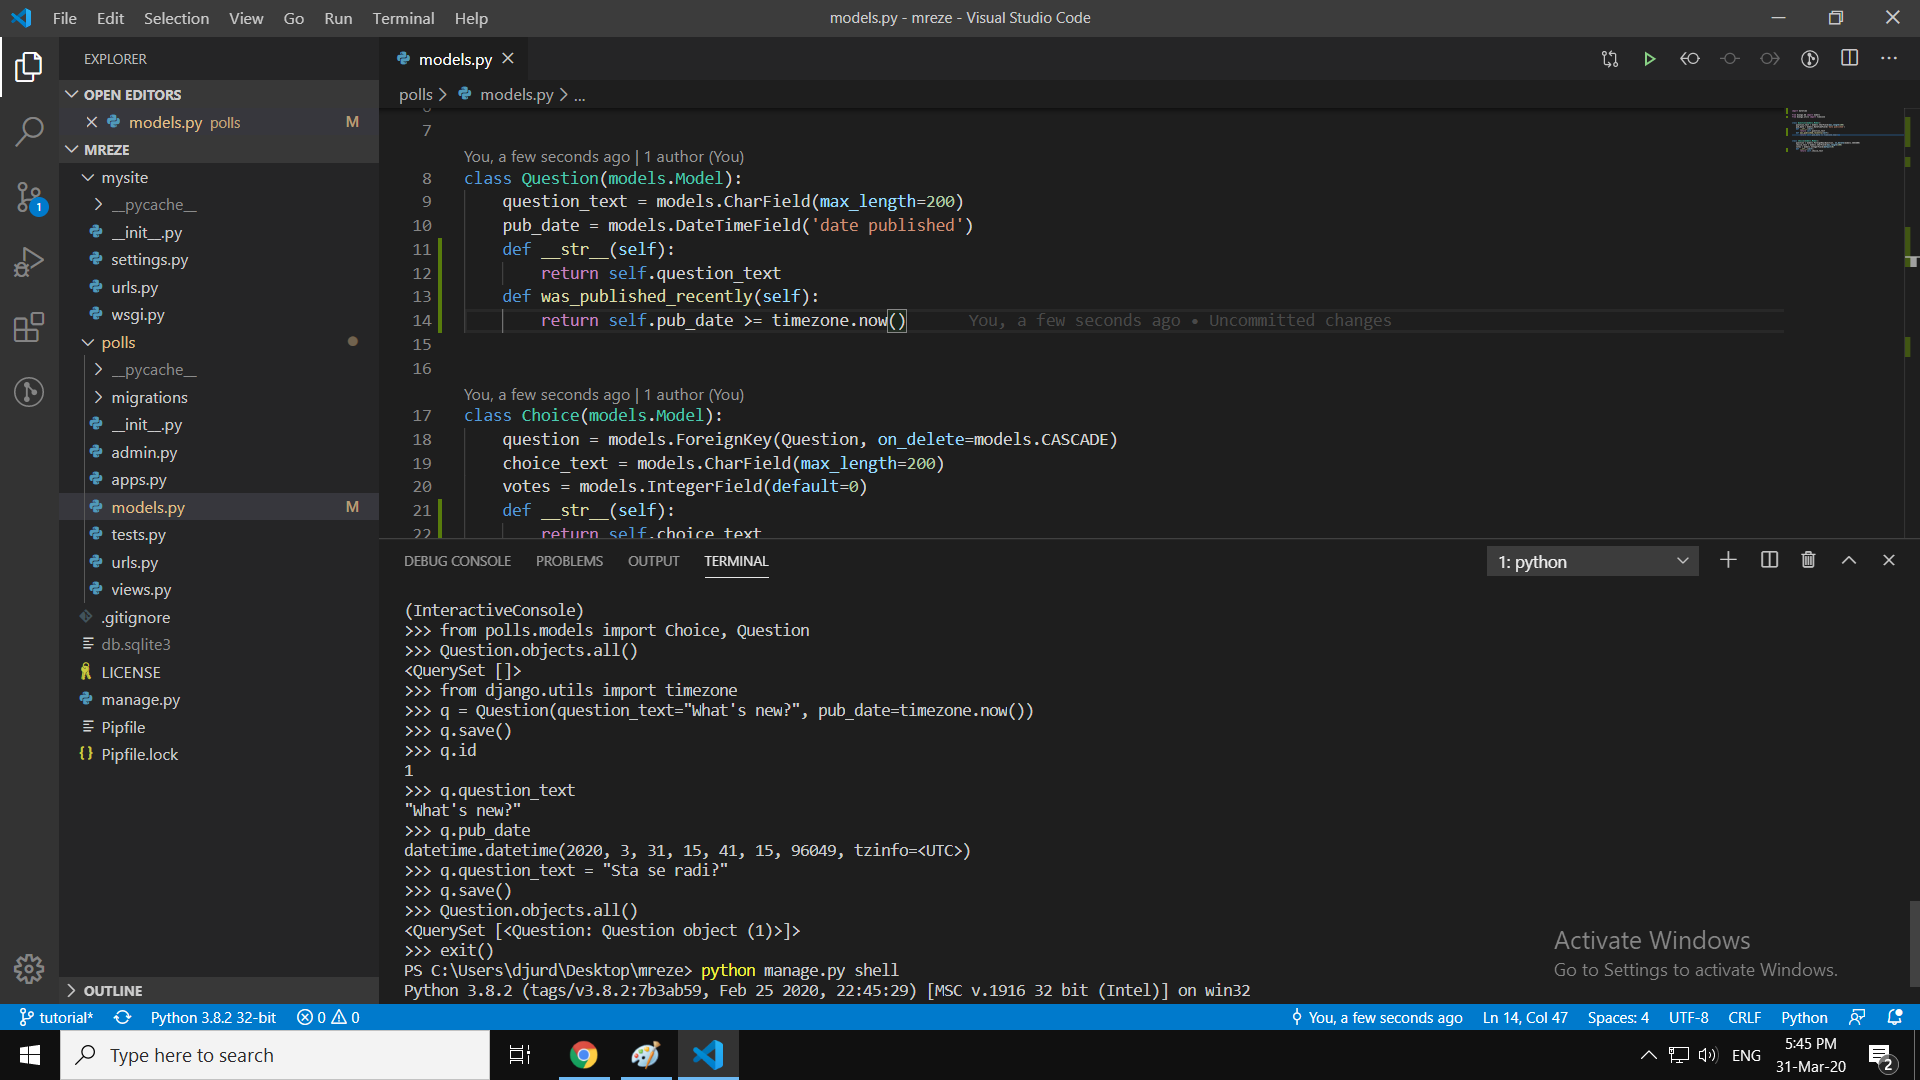 File Edit Selection View Go Run Terminal Help
models.py - mreze - Visual Studio Code
EXPLORER
OPEN EDITORS
models.py polls M
MREZE
mysite
__pycache__
__init__.py
settings.py
urls.py
wsgi.py
polls
__pycache__
migrations
__init__.py
admin.py
apps.py
models.py M
tests.py
urls.py
views.py
.gitignore
db.sqlite3
LICENSE
manage.py
Pipfile
Pipfile.lock
OUTLINE
1
models.py
polls > models.py > ...
7
You, a few seconds ago | 1 author (You)
8 class Question(models.Model):
9 question_text = models.CharField(max_length=200)
10 pub_date = models.DateTimeField('date published')
11 def __str__(self):
12 return self.question_text
13 def was_published_recently(self):
14 return self.pub_date >= timezone.now() You, a few seconds ago • Uncommitted changes
15
16
You, a few seconds ago | 1 author (You)
17 class Choice(models.Model):
18 question = models.ForeignKey(Question, on_delete=models.CASCADE)
19 choice_text = models.CharField(max_length=200)
20 votes = models.IntegerField(default=0)
21 def __str__(self):
22 return self.choice_text
DEBUG CONSOLE PROBLEMS OUTPUT TERMINAL
1: python
(InteractiveConsole)
>>> from polls.models import Choice, Question
>>> Question.objects.all()
<QuerySet []>
>>> from django.utils import timezone
>>> q = Question(question_text="What's new?", pub_date=timezone.now())
>>> q.save()
>>> q.id
1
>>> q.question_text
"What's new?"
>>> q.pub_date
datetime.datetime(2020, 3, 31, 15, 41, 15, 96049, tzinfo=<UTC>)
>>> q.question_text = "Sta se radi?"
>>> q.save()
>>> Question.objects.all()
<QuerySet [<Question: Question object (1)>]>
>>> exit()
PS C:\Users\djurd\Desktop\mreze> python manage.py shell
Python 3.8.2 (tags/v3.8.2:7b3ab59, Feb 25 2020, 22:45:29) [MSC v.1916 32 bit (Intel)] on win32
Activate Windows
Go to Settings to activate Windows.
tutorial* Python 3.8.2 32-bit 0 0 You, a few seconds ago Ln 14, Col 47 Spaces: 4 UTF-8 CRLF Python
Type here to search
ENG
5:45 PM
31-Mar-20
2